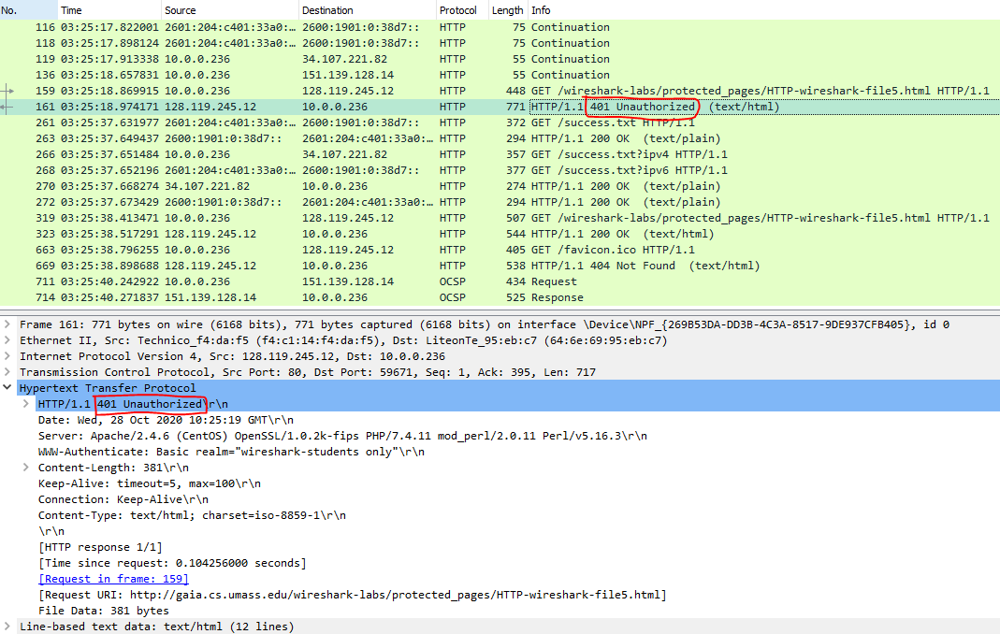 No. Time Source Destination Protocol Length Info
116 03:25:17.822001 2601:204:c401:33a0:… 2600:1901:0:38d7:: HTTP 75 Continuation
118 03:25:17.898124 2601:204:c401:33a0:… 2600:1901:0:38d7:: HTTP 75 Continuation
119 03:25:17.913338 10.0.0.236 34.107.221.82 HTTP 55 Continuation
136 03:25:18.657831 10.0.0.236 151.139.128.14 HTTP 55 Continuation
159 03:25:18.869915 10.0.0.236 128.119.245.12 HTTP 448 GET /wireshark-labs/protected_pages/HTTP-wireshark-file5.html HTTP/1.1
161 03:25:18.974171 128.119.245.12 10.0.0.236 HTTP 771 HTTP/1.1 401 Unauthorized (text/html)
261 03:25:37.631977 2601:204:c401:33a0:… 2600:1901:0:38d7:: HTTP 372 GET /success.txt HTTP/1.1
263 03:25:37.649437 2600:1901:0:38d7:: 2601:204:c401:33a0:… HTTP 294 HTTP/1.1 200 OK (text/plain)
266 03:25:37.651484 10.0.0.236 34.107.221.82 HTTP 357 GET /success.txt?ipv4 HTTP/1.1
268 03:25:37.652196 2601:204:c401:33a0:… 2600:1901:0:38d7:: HTTP 377 GET /success.txt?ipv6 HTTP/1.1
270 03:25:37.668274 34.107.221.82 10.0.0.236 HTTP 274 HTTP/1.1 200 OK (text/plain)
272 03:25:37.673429 2600:1901:0:38d7:: 2601:204:c401:33a0:… HTTP 294 HTTP/1.1 200 OK (text/plain)
319 03:25:38.413471 10.0.0.236 128.119.245.12 HTTP 507 GET /wireshark-labs/protected_pages/HTTP-wireshark-file5.html HTTP/1.1
323 03:25:38.517291 128.119.245.12 10.0.0.236 HTTP 544 HTTP/1.1 200 OK (text/html)
663 03:25:38.796255 10.0.0.236 128.119.245.12 HTTP 405 GET /favicon.ico HTTP/1.1
669 03:25:38.898688 128.119.245.12 10.0.0.236 HTTP 538 HTTP/1.1 404 Not Found (text/html)
711 03:25:40.242922 10.0.0.236 151.139.128.14 OCSP 434 Request
714 03:25:40.271837 151.139.128.14 10.0.0.236 OCSP 525 Response
Frame 161: 771 bytes on wire (6168 bits), 771 bytes captured (6168 bits) on interface \Device\NPF_{269B53DA-DD3B-4C3A-8517-9DE937CFB405}, id 0
Ethernet II, Src: Technico_f4:da:f5 (f4:c1:14:f4:da:f5), Dst: LiteonTe_95:eb:c7 (64:6e:69:95:eb:c7)
Internet Protocol Version 4, Src: 128.119.245.12, Dst: 10.0.0.236
Transmission Control Protocol, Src Port: 80, Dst Port: 59671, Seq: 1, Ack: 395, Len: 717
Hypertext Transfer Protocol
HTTP/1.1 401 Unauthorized\r\n
Date: Wed, 28 Oct 2020 10:25:19 GMT\r\n
Server: Apache/2.4.6 (CentOS) OpenSSL/1.0.2k-fips PHP/7.4.11 mod_perl/2.0.11 Perl/v5.16.3\r\n
WWW-Authenticate: Basic realm="wireshark-students only"\r\n
Content-Length: 381\r\n
Keep-Alive: timeout=5, max=100\r\n
Connection: Keep-Alive\r\n
Content-Type: text/html; charset=iso-8859-1\r\n
\r\n
[HTTP response 1/1]
[Time since request: 0.104256000 seconds]
[Request in frame: 159]
[Request URI: http://gaia.cs.umass.edu/wireshark-labs/protected_pages/HTTP-wireshark-file5.html]
File Data: 381 bytes
Line-based text data: text/html (12 lines)